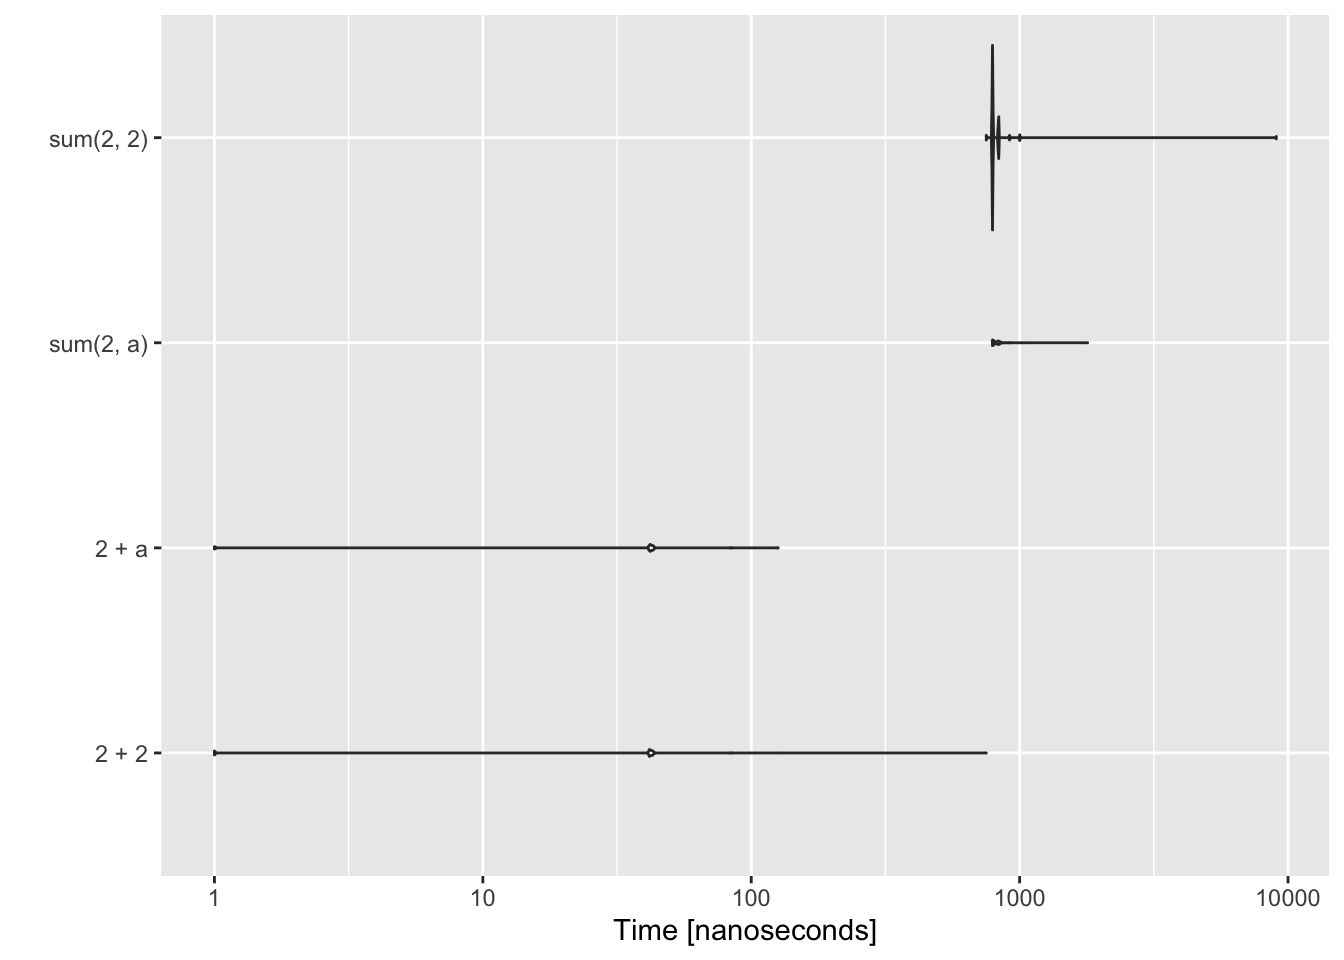 sum(2, 2)
sum(2, a)
2 + a
2 + 2
1 10 100 1000 10000
Time [nanoseconds]